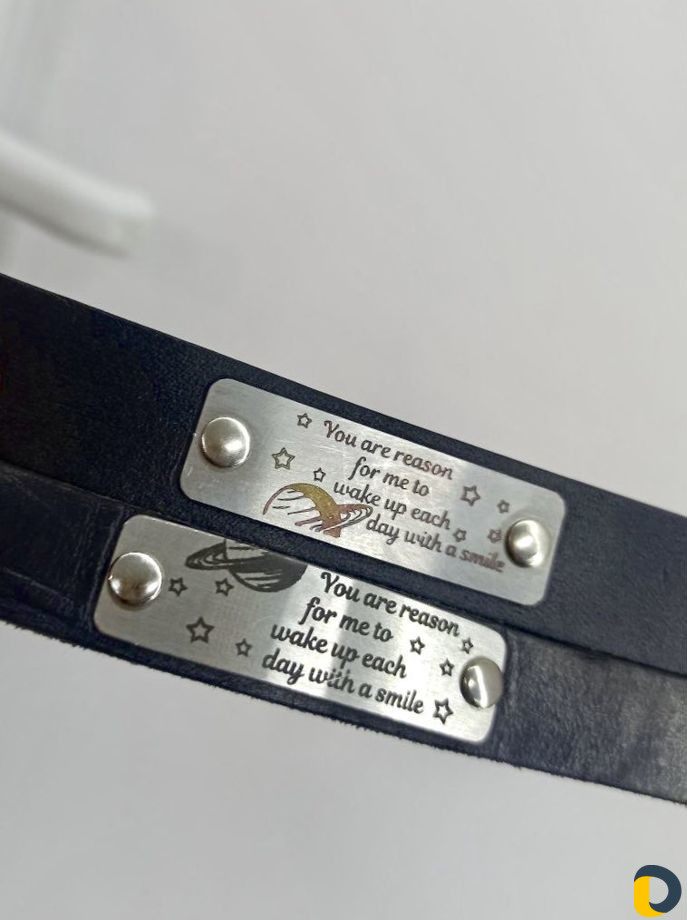 You are reason
for me to
wake up each
day with a smile
You are reason
for me to
wake up each
day with a smile